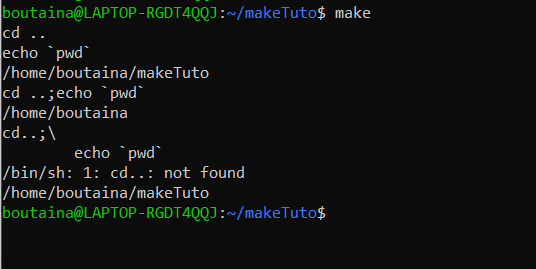 boutaina@LAPTOP-RGDT4QQJ:~/makeTuto$ make
cd ..
echo `pwd`
/home/boutaina/makeTuto
cd ..;echo `pwd`
/home/boutaina
cd..;\
        echo `pwd`
/bin/sh: 1: cd..: not found
/home/boutaina/makeTuto
boutaina@LAPTOP-RGDT4QQJ:~/makeTuto$